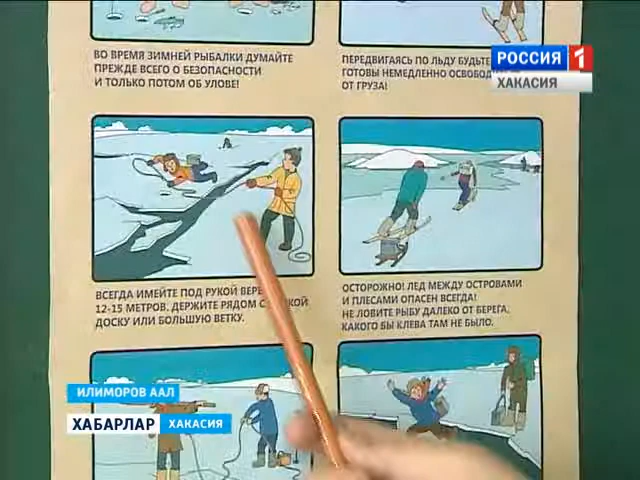 ВО ВРЕМЯ ЗИМНЕЙ РЫБАЛКИ ДУМАЙТЕ
ПРЕЖДЕ ВСЕГО О БЕЗОПАСНОСТИ
И ТОЛЬКО ПОТОМ ОБ УЛОВЕ!
ПЕРЕДВИГАЯСЬ ПО ЛЬДУ БУДЬТЕ
ГОТОВЫ НЕМЕДЛЕННО
ОТ ГРУЗА!
РОССИЯ 1
ХАКАСИЯ
ВСЕГДА ИМЕЙТЕ ПОД РУКОЙ
12-15 МЕТРОВ. ДЕРЖИТЕ РЯДОМ
ДОСКУ ИЛИ БОЛЬШУЮ ВЕТКУ.
ОСТОРОЖНО! ЛЕД МЕЖДУ ОСТРОВАМИ
И ПЛЕСАМИ ОПАСЕН ВСЕГДА!
НЕ ЛОВИТЕ РЫБУ ДАЛЕКО ОТ БЕРЕГА,
КАКОГО БЫ КЛЕВА ТАМ НЕ БЫЛО.
ИЛИМОРОВ ААЛ
ХАБАРЛАР ХАКАСИЯ